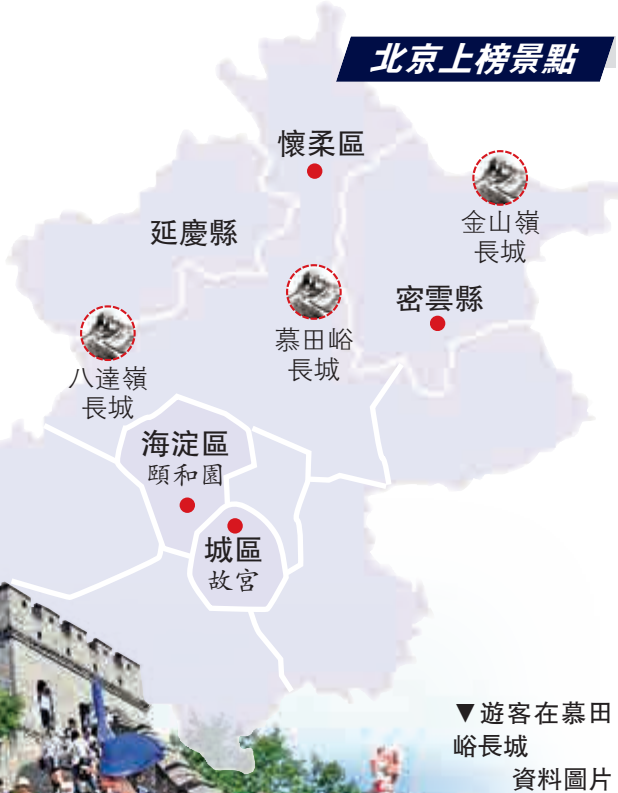 北京上榜景點
懷柔區
金山嶺
長城
延慶縣
密雲縣
慕田峪
長城
八達嶺
長城
海淀區
頤和園
城區
故宮
▼遊客在慕田
峪長城
資料圖片